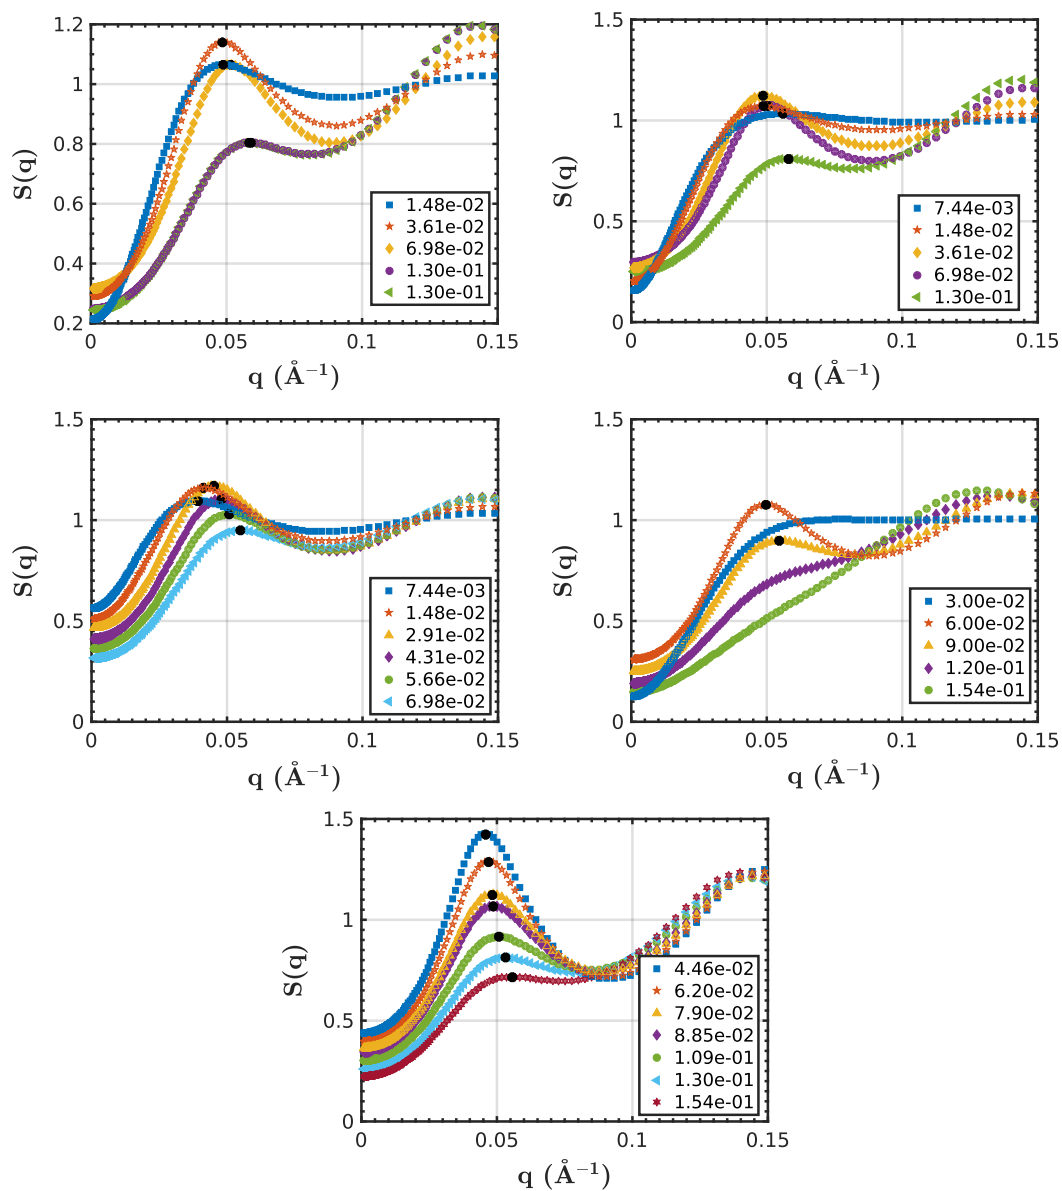 1.2
1
0.8
0.6
0.4
0.2
S(q)
1.48e-02
3.61e-02
6.98e-02
1.30e-01
1.30e-01
0 0.05 0.1 0.15
q (Å⁻¹)
1.5
1
0.5
0
S(q)
7.44e-03
1.48e-02
3.61e-02
6.98e-02
1.30e-01
0 0.05 0.1 0.15
q (Å⁻¹)
1.5
1
0.5
0
S(q)
7.44e-03
1.48e-02
2.91e-02
4.31e-02
5.66e-02
6.98e-02
0 0.05 0.1 0.15
q (Å⁻¹)
1.5
1
0.5
0
S(q)
3.00e-02
6.00e-02
9.00e-02
1.20e-01
1.54e-01
0 0.05 0.1 0.15
q (Å⁻¹)
1.5
1
0.5
0
S(q)
4.46e-02
6.20e-02
7.90e-02
8.85e-02
1.09e-01
1.30e-01
1.54e-01
0 0.05 0.1 0.15
q (Å⁻¹)